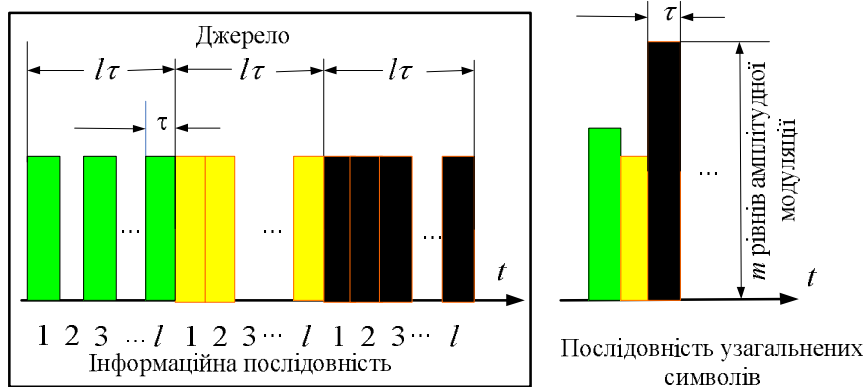 Джерело
lτ lτ lτ
τ
... ... ...
t
1 2 3 ... l 1 2 3 ... l 1 2 3 ... l
Інформаційна послідовність
τ
...
m рівнів амплітудної
модуляції
t
Послідовність узагальнених
символів